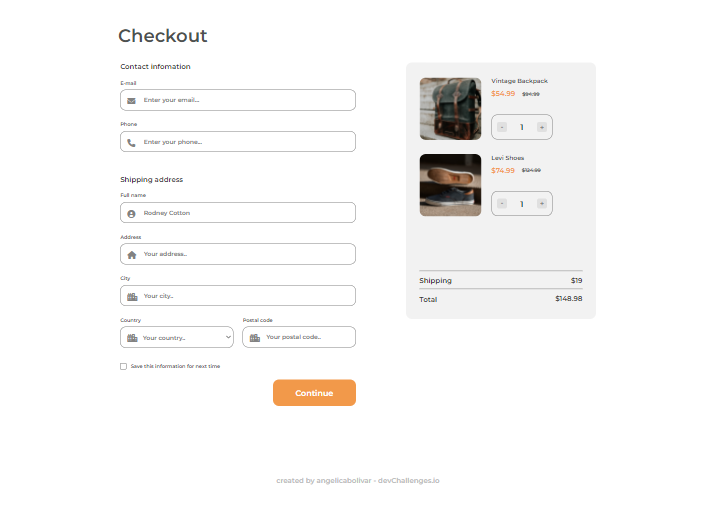 Checkout
Contact infomation
E-mail
Enter your email...
Phone
Enter your phone...
Shipping address
Full name
Rodney Cotton
Address
Your address..
City
Your city..
Country
Your country..
Postal code
Your postal code..
Save this information for next time
Continue
Vintage Backpack
$54.99 $94.99
- 1 +
Levi Shoes
$74.99 $124.99
- 1 +
Shipping $19
Total $148.98
created by angelicabolivar - devChallenges.io